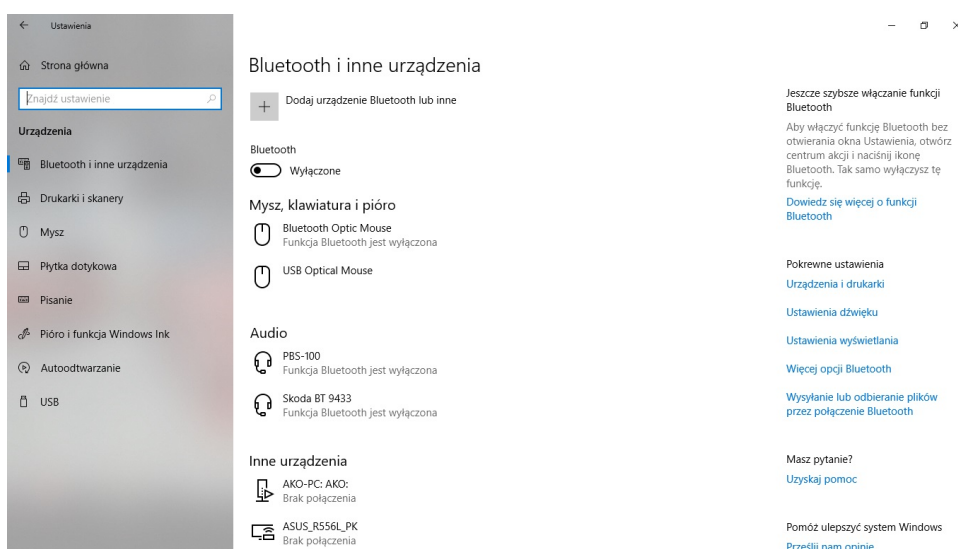 Ustawienia
Strona główna
Znajdź ustawienie
Urządzenia
Bluetooth i inne urządzenia
Drukarki i skanery
Mysz
Płytka dotykowa
Pisanie
Pióro i funkcja Windows Ink
Autoodtwarzanie
USB
Bluetooth i inne urządzenia
Dodaj urządzenie Bluetooth lub inne
Bluetooth
Wyłączone
Mysz, klawiatura i pióro
Bluetooth Optic Mouse
Funkcja Bluetooth jest wyłączona
USB Optical Mouse
Audio
PBS-100
Funkcja Bluetooth jest wyłączona
Skoda BT 9433
Funkcja Bluetooth jest wyłączona
Inne urządzenia
AKO-PC: AKO:
Brak połączenia
ASUS_R556L_PK
Brak połączenia
Jeszcze szybsze włączanie funkcji
Bluetooth
Aby włączyć funkcję Bluetooth bez
otwierania okna Ustawienia, otwórz
centrum akcji i naciśnij ikonę
Bluetooth. Tak samo wyłączysz tę
funkcję.
Dowiedz się więcej o funkcji
Bluetooth
Pokrewne ustawienia
Urządzenia i drukarki
Ustawienia dźwięku
Ustawienia wyświetlania
Więcej opcji Bluetooth
Wysyłanie lub odbieranie plików
przez połączenie Bluetooth
Masz pytanie?
Uzyskaj pomoc
Pomóż ulepszyć system Windows
Prześlij nam opinię